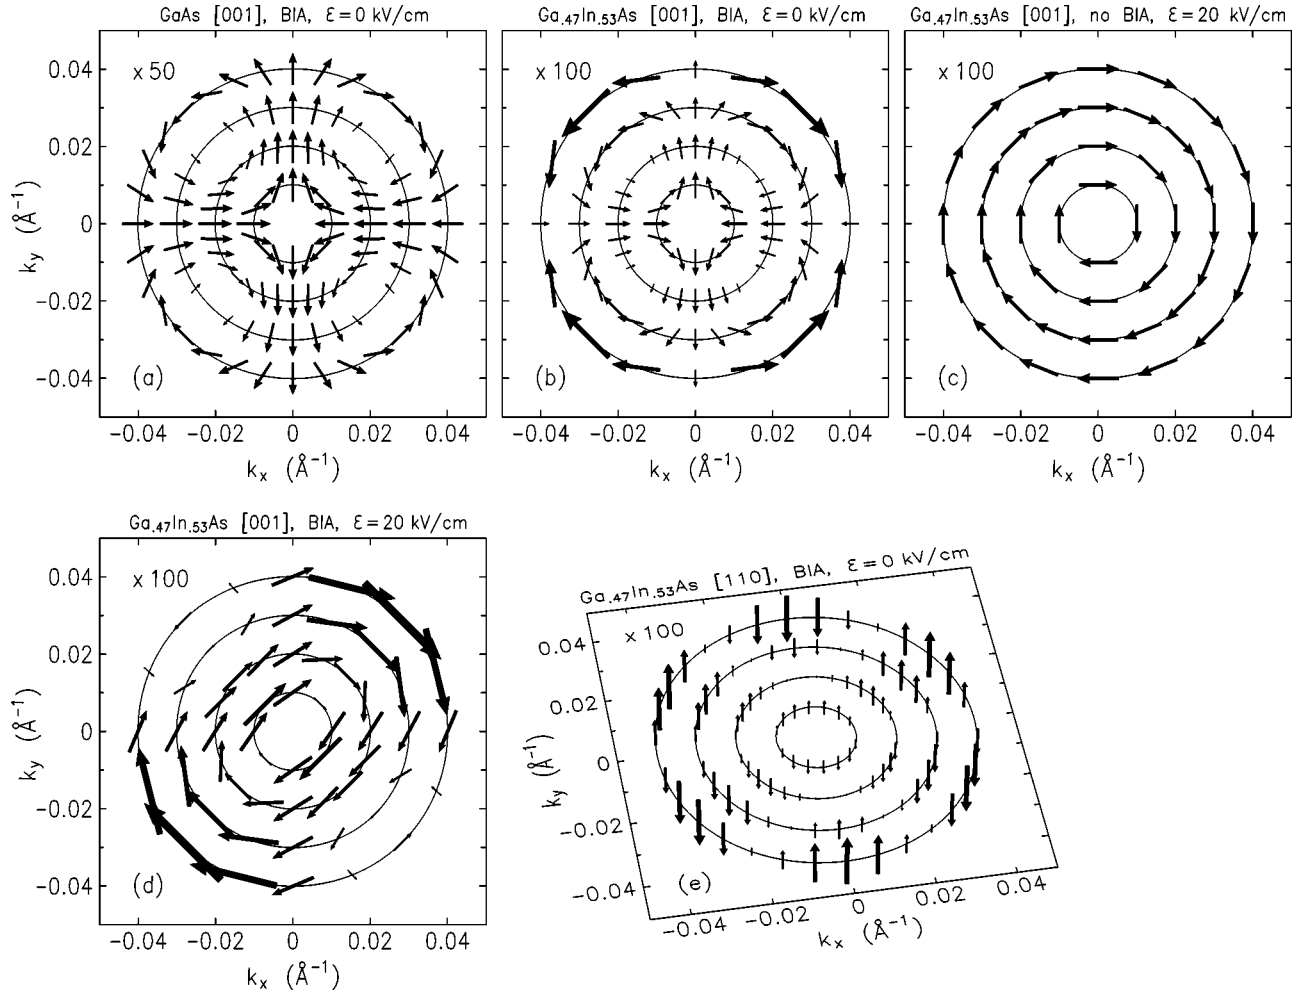 GaAs [001], BIA, ℰ=0 kV/cm
Ga.47In.53As [001], BIA, ℰ=0 kV/cm
Ga.47In.53As [001], no BIA, ℰ=20 kV/cm
0.04
0.02
0
−0.02
−0.04
ky (Å−1)
x 50
(a)
−0.04 −0.02 0 0.02 0.04
kx (Å−1)
x 100
(b)
−0.04 −0.02 0 0.02 0.04
kx (Å−1)
x 100
(c)
−0.04 −0.02 0 0.02 0.04
kx (Å−1)
Ga.47In.53As [001], BIA, ℰ=20 kV/cm
0.04
0.02
0
−0.02
−0.04
ky (Å−1)
x 100
(d)
−0.04 −0.02 0 0.02 0.04
kx (Å−1)
Ga.47In.53As [110], BIA, ℰ=0 kV/cm
0.04
0.02
0
−0.02
−0.04
ky (Å−1)
x 100
(e)
−0.04 −0.02 0 0.02 0.04
kx (Å−1)